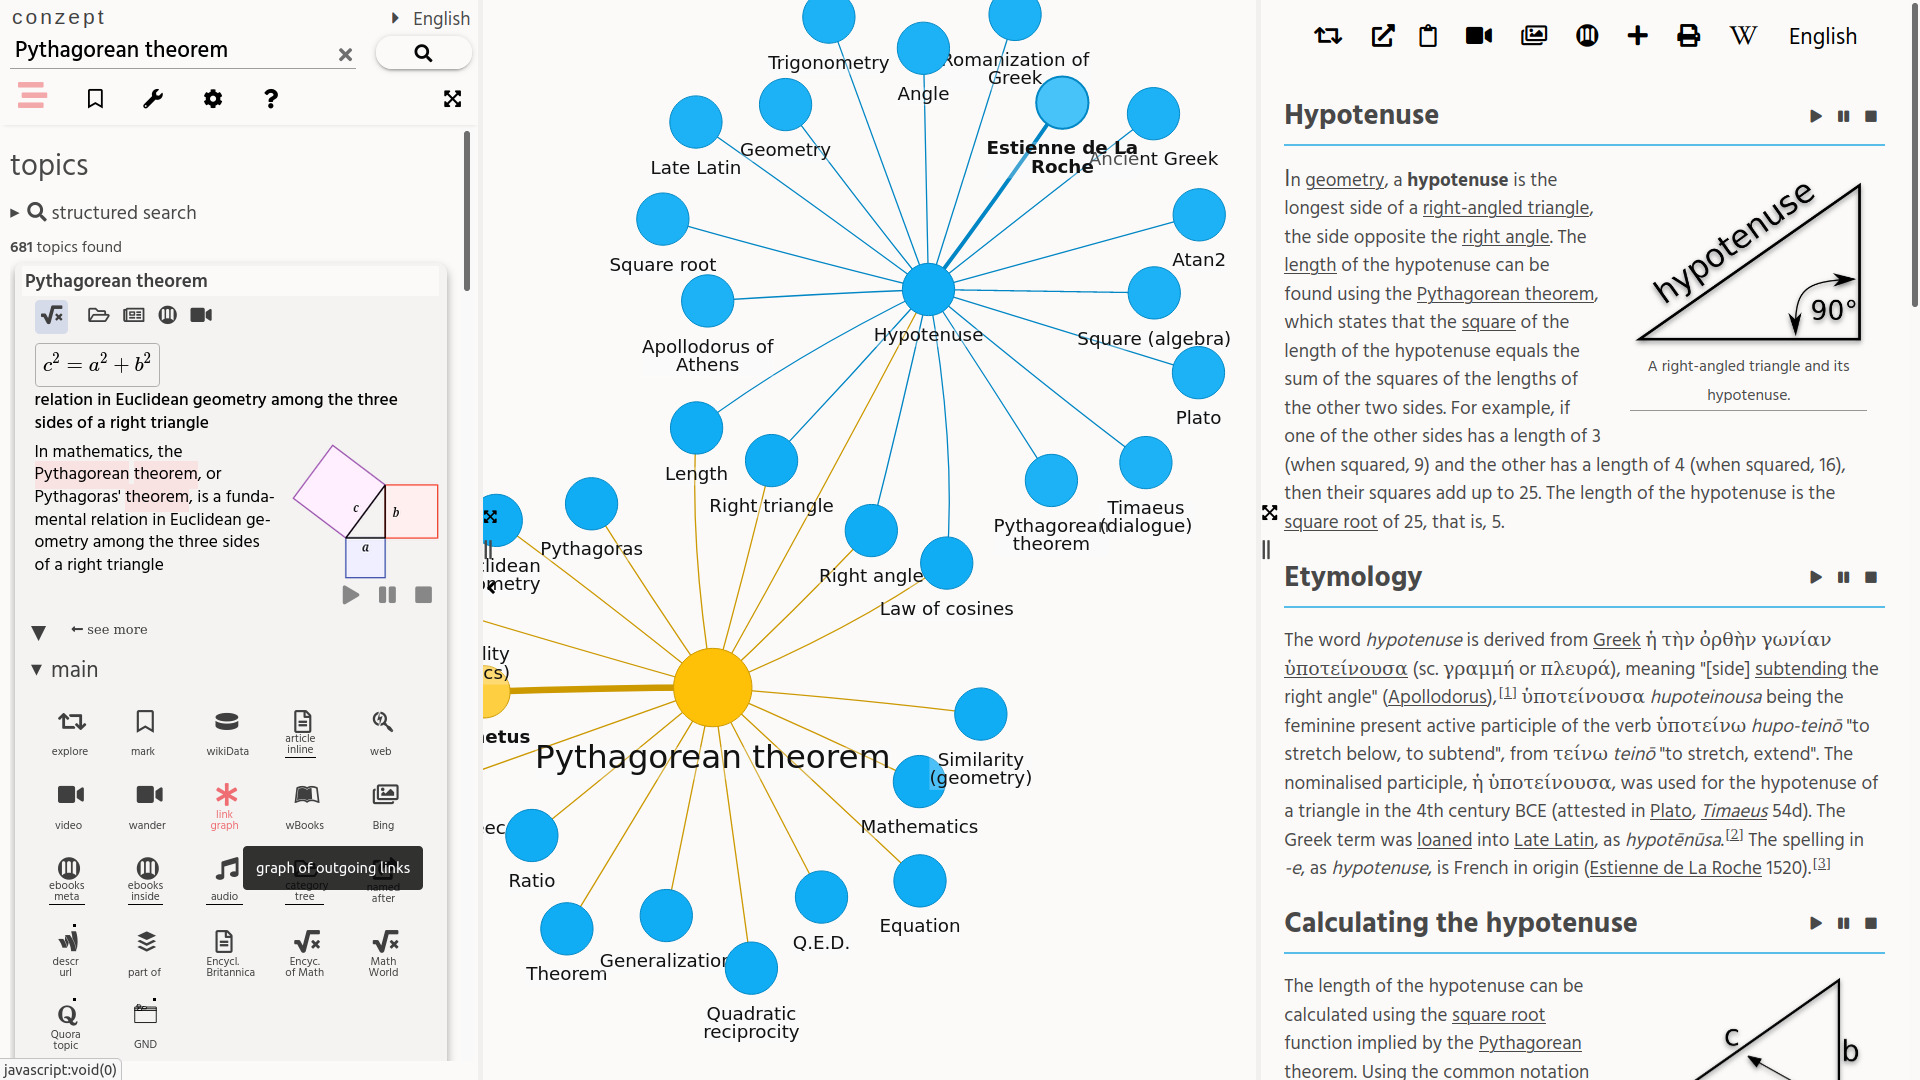 conzept
English
Pythagorean theorem
topics
structured search
681 topics found
Pythagorean theorem
c² = a² + b²
relation in Euclidean geometry among the three
sides of a right triangle
In mathematics, the
Pythagorean theorem, or
Pythagoras' theorem, is a funda-
mental relation in Euclidean ge-
ometry among the three sides
of a right triangle
c
b
a
← see more
main
explore
mark
wikiData
article
inline
web
video
wander
link
graph
wBooks
Bing
ebooks
meta
ebooks
inside
audio
category
tree
named
after
graph of outgoing links
descr
url
part of
Encycl.
Britannica
Encyc.
of Math
Math
World
Quora
topic
GND
javascript:void(0)
Trigonometry
Angle
Romanization of
Greek
Late Latin
Geometry
Estienne de La
Roche
Ancient Greek
Square root
Atan2
Apollodorus of
Athens
Hypotenuse
Square (algebra)
Plato
Length
Right triangle
Pythagorean
theorem
Timaeus
(dialogue)
Pythagoras
clidean
ometry
Right angle
Law of cosines
lity
cs)
etus
Pythagorean theorem
Similarity
(geometry)
Mathematics
eec
Ratio
Equation
Theorem
Generalization
Q.E.D.
Quadratic
reciprocity
W
English
Hypotenuse
In geometry, a hypotenuse is the
longest side of a right-angled triangle,
the side opposite the right angle. The
length of the hypotenuse can be
found using the Pythagorean theorem,
which states that the square of the
length of the hypotenuse equals the
sum of the squares of the lengths of
the other two sides. For example, if
one of the other sides has a length of 3
(when squared, 9) and the other has a length of 4 (when squared, 16),
then their squares add up to 25. The length of the hypotenuse is the
square root of 25, that is, 5.
hypotenuse
90°
A right-angled triangle and its
hypotenuse.
Etymology
The word hypotenuse is derived from Greek ἡ τὴν ὀρθὴν γωνίαν
ὑποτείνουσα (sc. γραμμή or πλευρά), meaning "[side] subtending the
right angle" (Apollodorus),[1] ὑποτείνουσα hupoteinousa being the
feminine present active participle of the verb ὑποτείνω hupo-teinō "to
stretch below, to subtend", from τείνω teinō "to stretch, extend". The
nominalised participle, ἡ ὑποτείνουσα, was used for the hypotenuse of
a triangle in the 4th century BCE (attested in Plato, Timaeus 54d). The
Greek term was loaned into Late Latin, as hypotēnūsa.[2] The spelling in
-e, as hypotenuse, is French in origin (Estienne de La Roche 1520).[3]
Calculating the hypotenuse
The length of the hypotenuse can be
calculated using the square root
function implied by the Pythagorean
theorem. Using the common notation
c
b